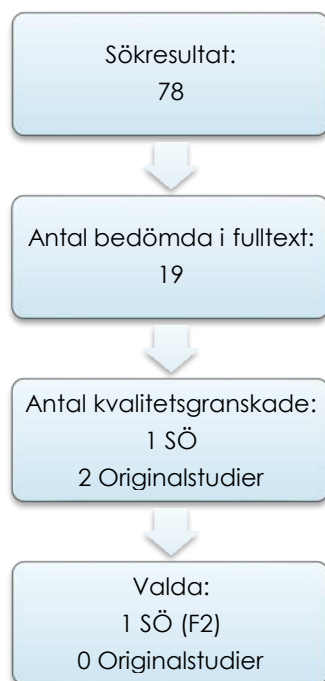 Sökresultat:
78
Antal bedömda i fulltext:
19
Antal kvalitetsgranskade:
1 SÖ
2 Originalstudier
Valda:
1 SÖ (F2)
0 Originalstudier